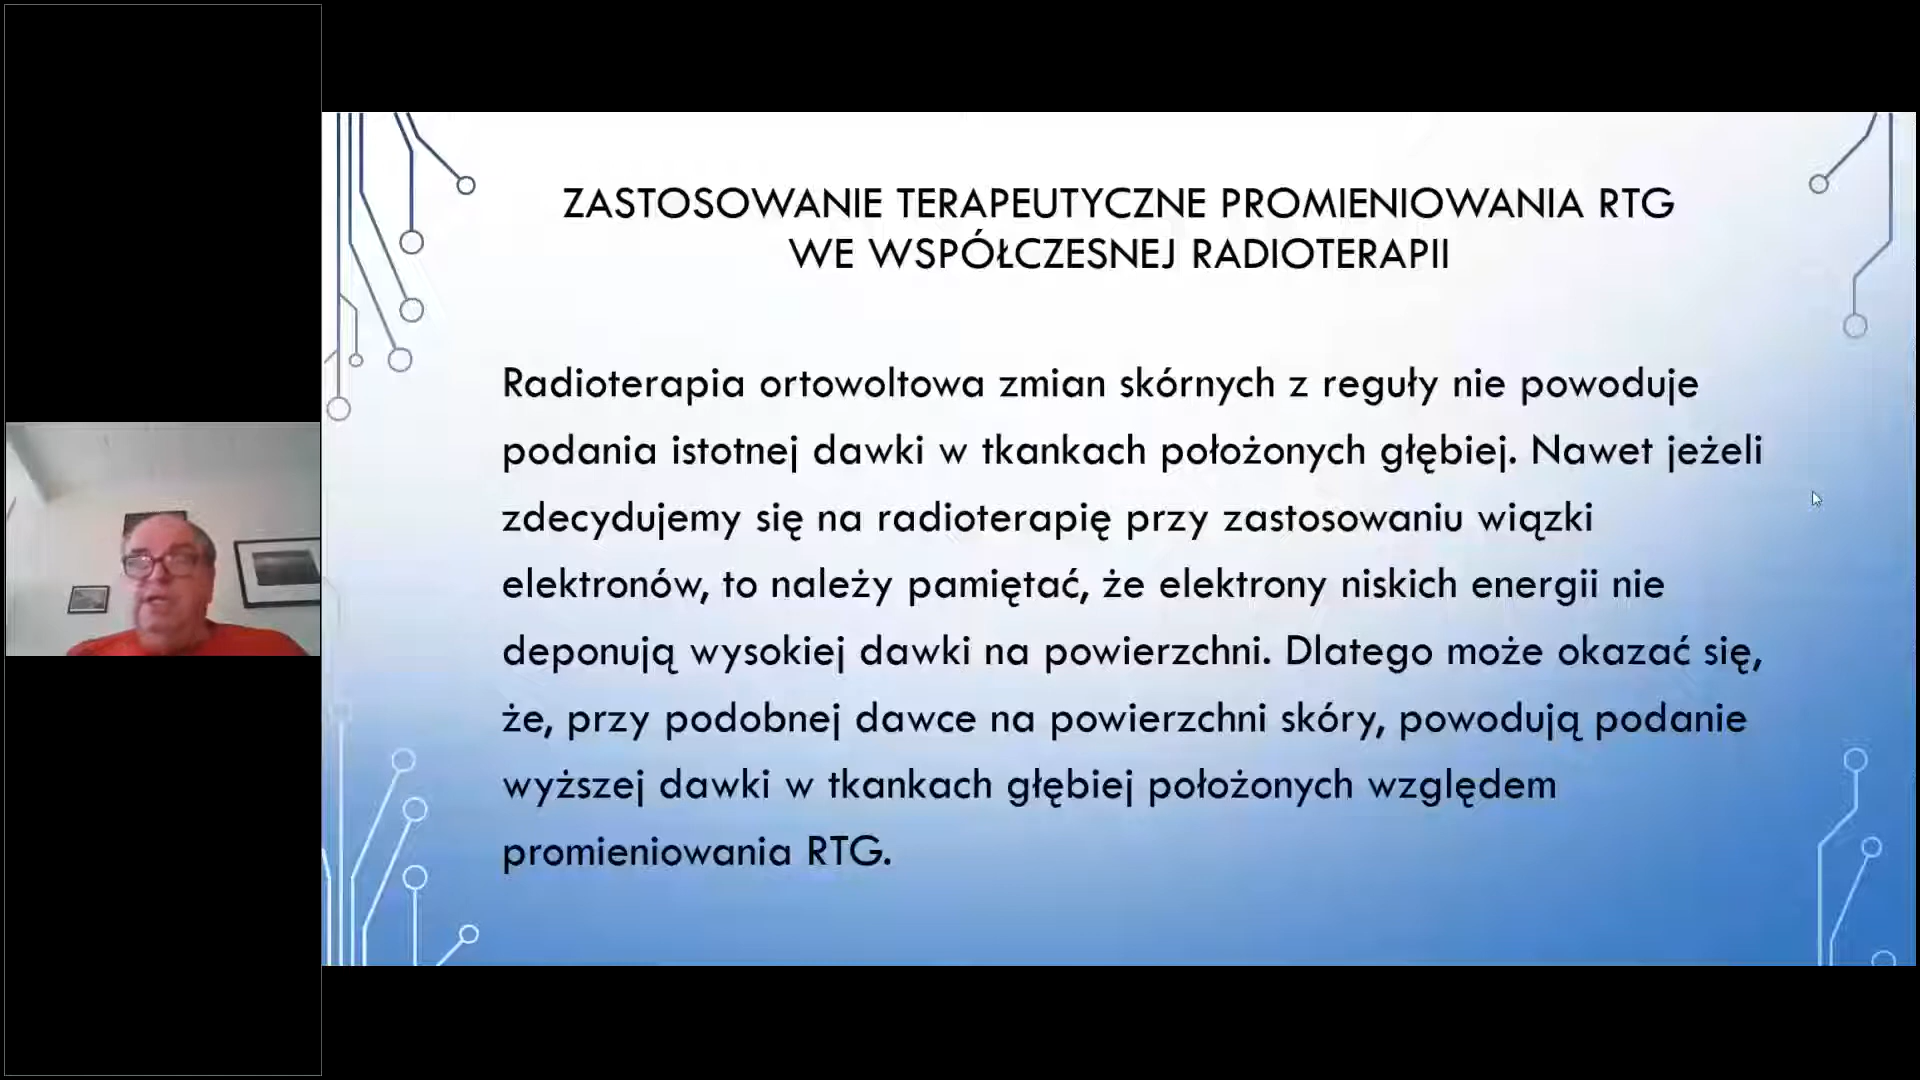 ZASTOSOWANIE TERAPEUTYCZNE PROMIENIOWANIA RTG
WE WSPÓŁCZESNEJ RADIOTERAPII
Radioterapia ortowoltowa zmian skórnych z reguły nie powoduje
podania istotnej dawki w tkankach położonych głębiej. Nawet jeżeli
zdecydujemy się na radioterapię przy zastosowaniu wiązki
elektronów, to należy pamiętać, że elektrony niskich energii nie
deponują wysokiej dawki na powierzchni. Dlatego może okazać się,
że, przy podobnej dawce na powierzchni skóry, powodują podanie
wyższej dawki w tkankach głębiej położonych względem
promieniowania RTG.